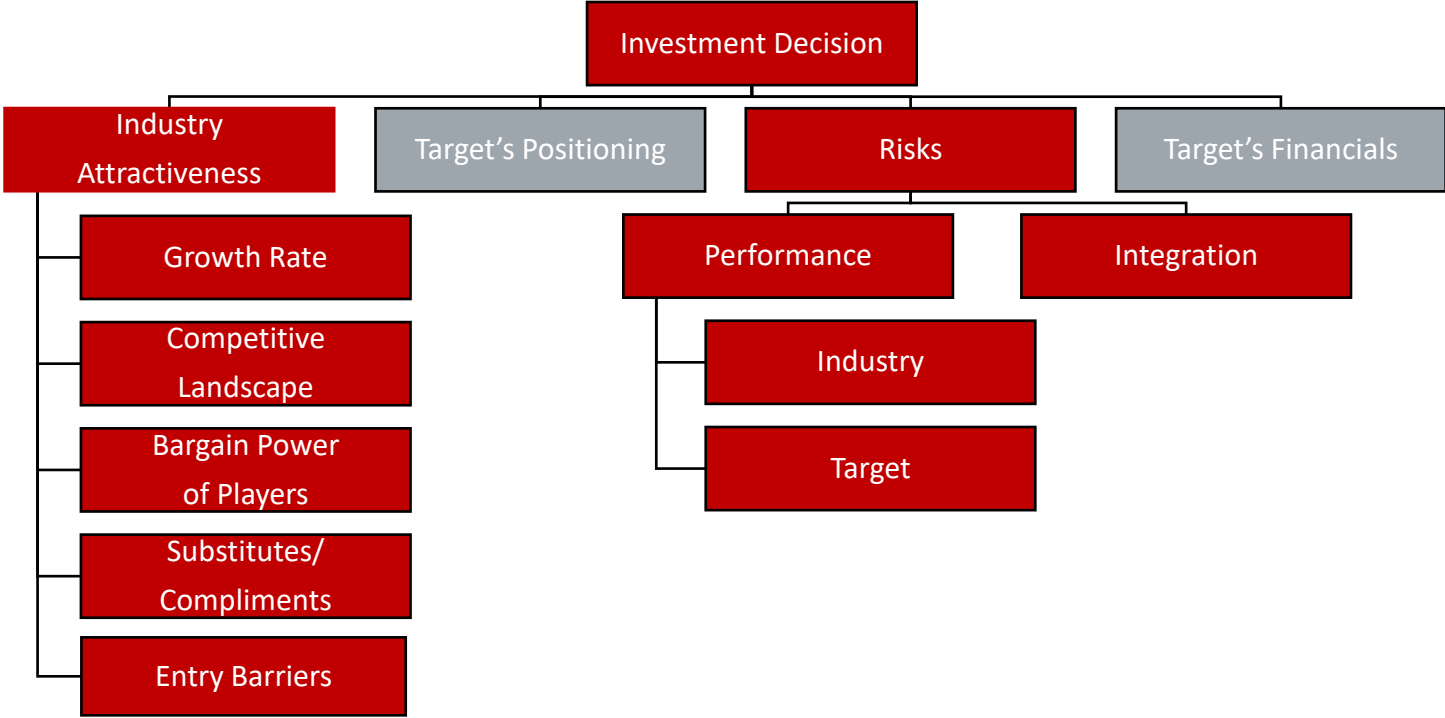 Investment Decision
Industry
Attractiveness
Target’s Positioning
Risks
Target’s Financials
Growth Rate
Competitive
Landscape
Bargain Power
of Players
Substitutes/
Compliments
Entry Barriers
Performance
Integration
Industry
Target